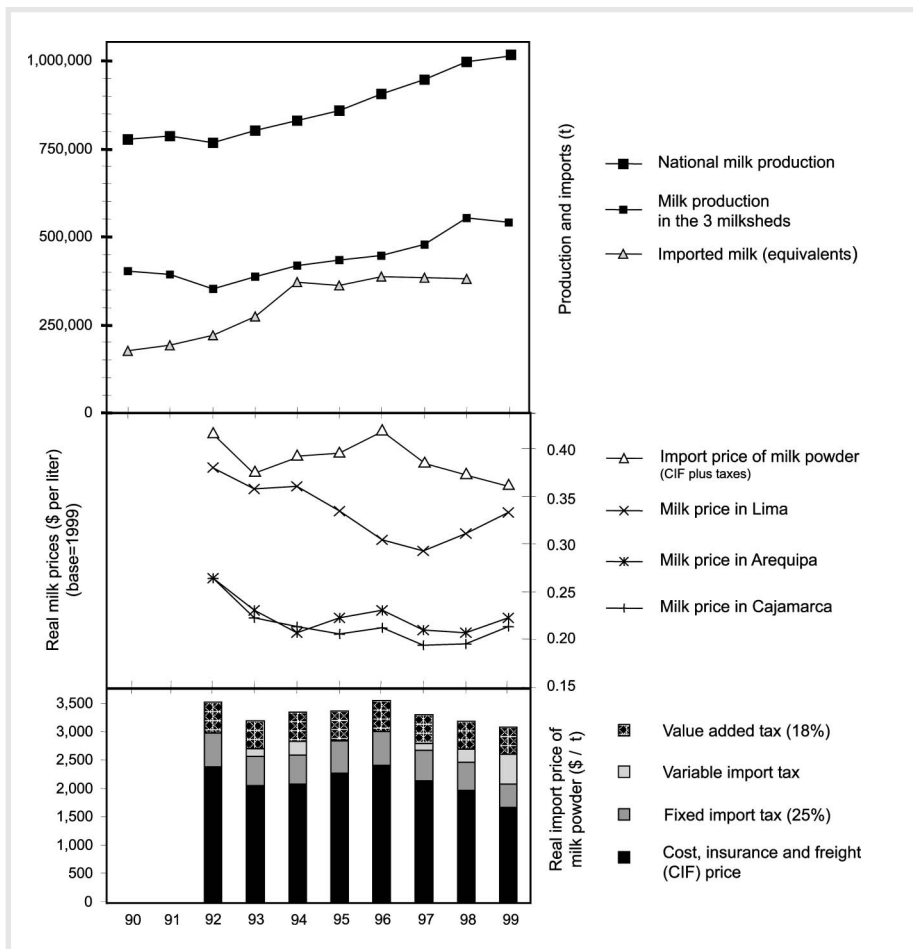 1,000,000
750,000
500,000
250,000
0
Production and imports (t)
National milk production
Milk production
in the 3 milksheds
Imported milk (equivalents)
Real milk prices ($ per liter)
(base=1999)
0.40
0.35
0.30
0.25
0.20
0.15
Import price of milk powder
(CIF plus taxes)
Milk price in Lima
Milk price in Arequipa
Milk price in Cajamarca
3,500
3,000
2,500
2,000
1,500
1,000
500
0
90 91 92 93 94 95 96 97 98 99
Real import price of
milk powder ($ / t)
Value added tax (18%)
Variable import tax
Fixed import tax (25%)
Cost, insurance and freight
(CIF) price